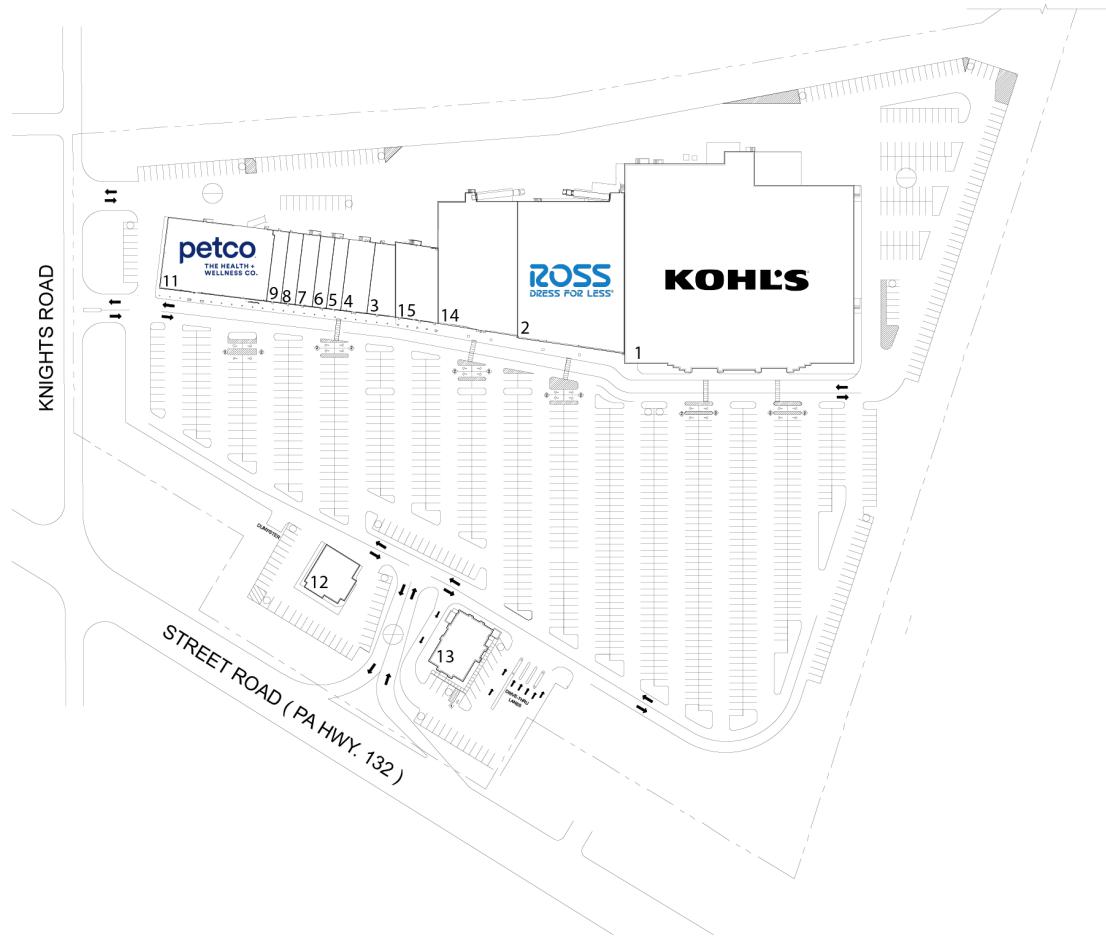 petco
THE HEALTH +
WELLNESS CO.
11
9
8
7
6
5
4
3
15
14
ROSS
DRESS FOR LESS®
2
KOHL'S
1
KNIGHTS ROAD
DUMPSTER
12
13
DRIVE-THRU
LANES
STREET ROAD ( PA HWY. 132 )